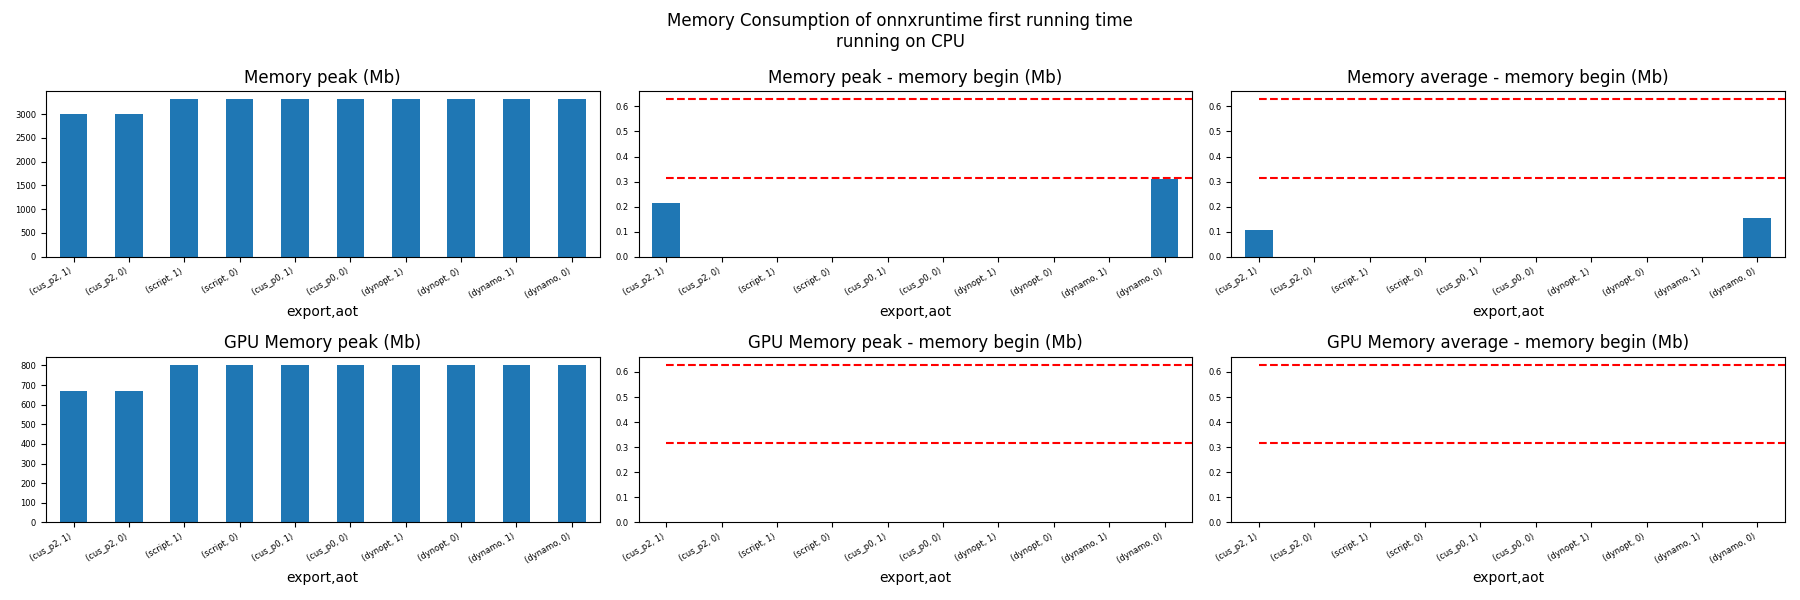 Memory Consumption of onnxruntime first running time
running on CPU
Memory peak (Mb)
3000
2500
2000
1500
1000
500
0
(cus_p2, 1)
(cus_p2, 0)
(script, 1)
(script, 0)
(cus_p0, 1)
(cus_p0, 0)
(dynopt, 1)
(dynopt, 0)
(dynamo, 1)
(dynamo, 0)
export,aot
Memory peak - memory begin (Mb)
0.6
0.5
0.4
0.3
0.2
0.1
0.0
(cus_p2, 1)
(cus_p2, 0)
(script, 1)
(script, 0)
(cus_p0, 1)
(cus_p0, 0)
(dynopt, 1)
(dynopt, 0)
(dynamo, 1)
(dynamo, 0)
export,aot
Memory average - memory begin (Mb)
0.6
0.5
0.4
0.3
0.2
0.1
0.0
(cus_p2, 1)
(cus_p2, 0)
(script, 1)
(script, 0)
(cus_p0, 1)
(cus_p0, 0)
(dynopt, 1)
(dynopt, 0)
(dynamo, 1)
(dynamo, 0)
export,aot
GPU Memory peak (Mb)
800
700
600
500
400
300
200
100
0
(cus_p2, 1)
(cus_p2, 0)
(script, 1)
(script, 0)
(cus_p0, 1)
(cus_p0, 0)
(dynopt, 1)
(dynopt, 0)
(dynamo, 1)
(dynamo, 0)
export,aot
GPU Memory peak - memory begin (Mb)
0.6
0.5
0.4
0.3
0.2
0.1
0.0
(cus_p2, 1)
(cus_p2, 0)
(script, 1)
(script, 0)
(cus_p0, 1)
(cus_p0, 0)
(dynopt, 1)
(dynopt, 0)
(dynamo, 1)
(dynamo, 0)
export,aot
GPU Memory average - memory begin (Mb)
0.6
0.5
0.4
0.3
0.2
0.1
0.0
(cus_p2, 1)
(cus_p2, 0)
(script, 1)
(script, 0)
(cus_p0, 1)
(cus_p0, 0)
(dynopt, 1)
(dynopt, 0)
(dynamo, 1)
(dynamo, 0)
export,aot